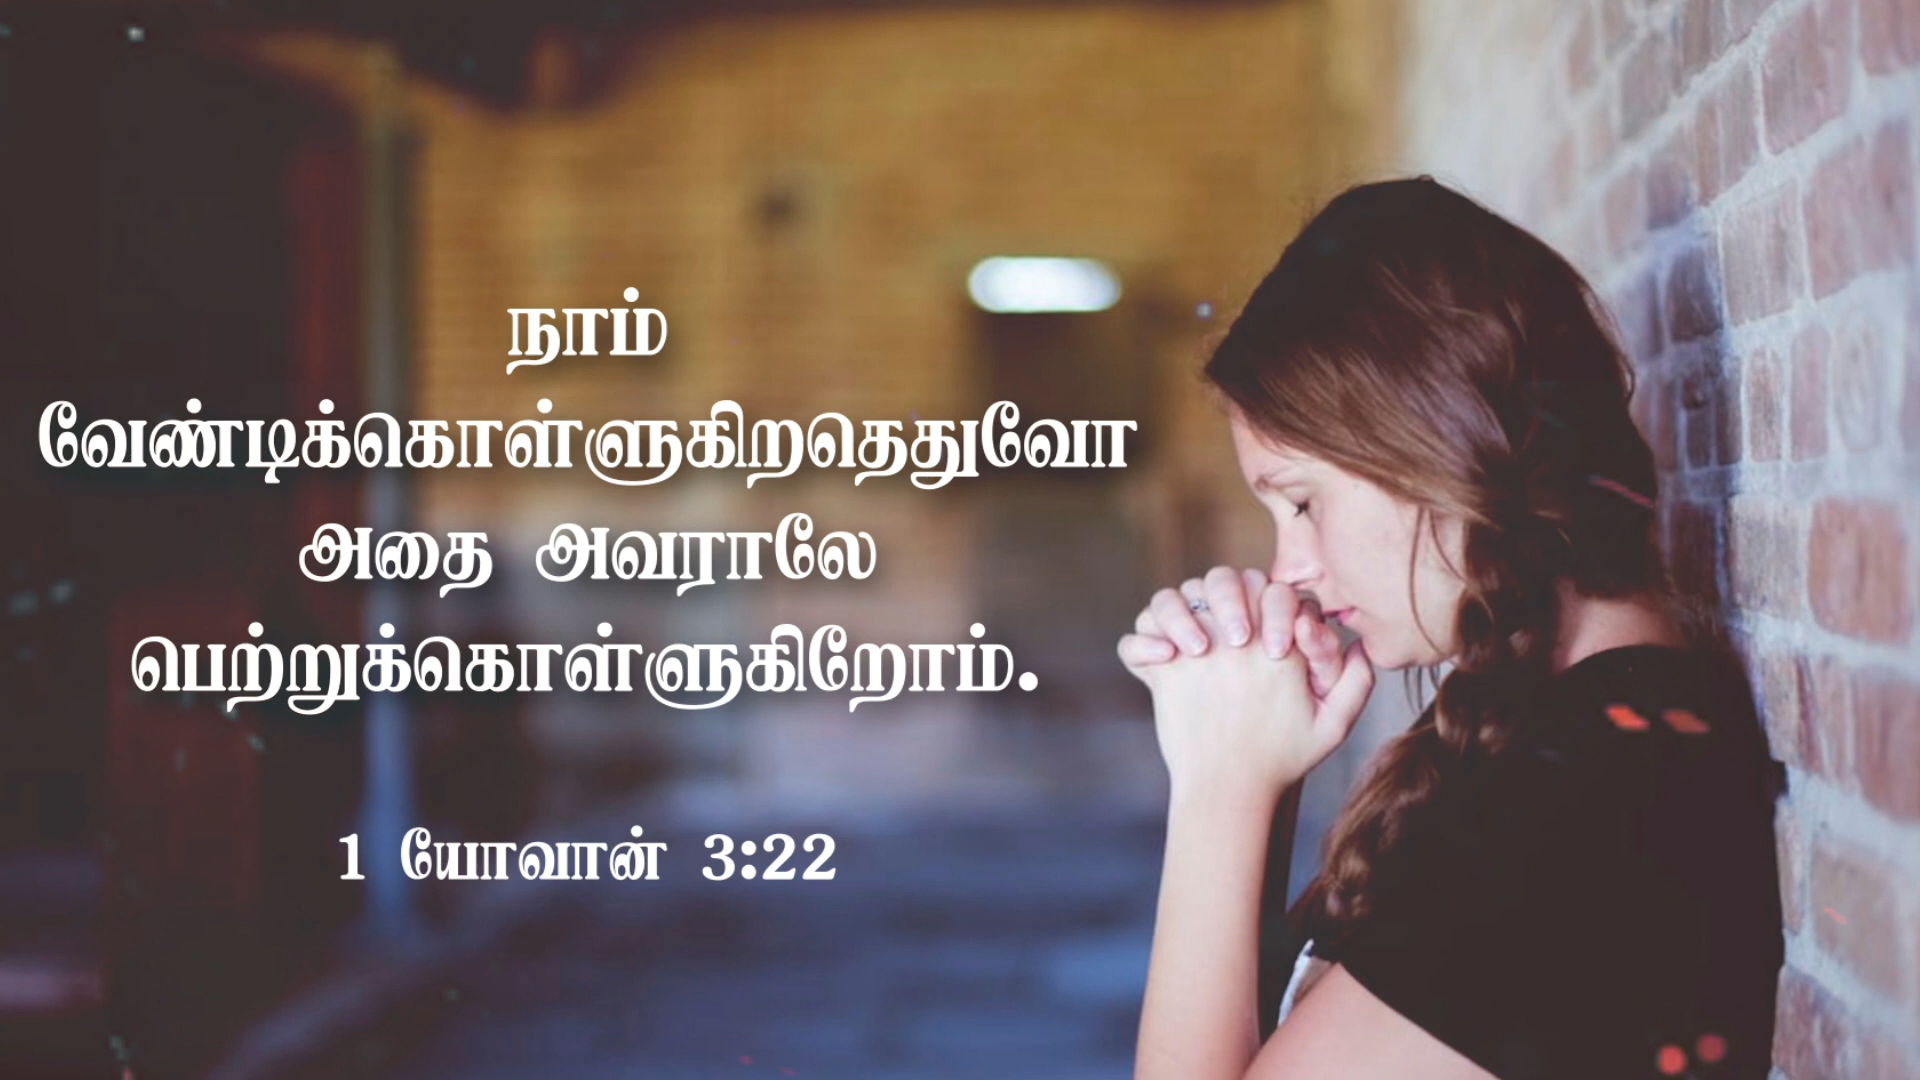 நாம்
வேண்டிக்கொள்ளுகிறதெதுவோ
அதை அவராலே
பெற்றுக்கொள்ளுகிறோம்.
1 யோவான் 3:22